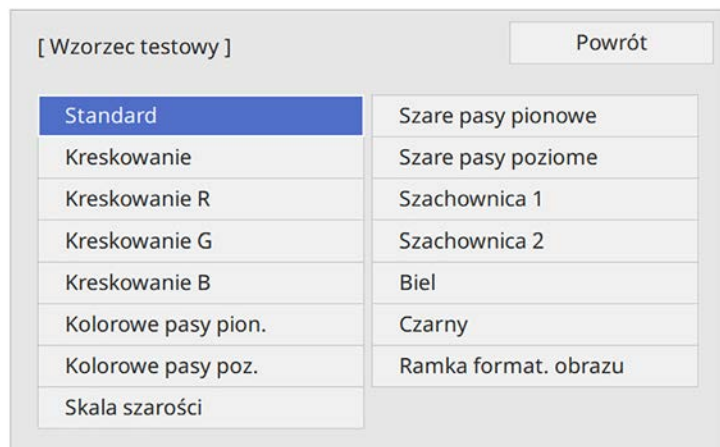 [ Wzorzec testowy ]
Powrót
Standard
Kreskowanie
Kreskowanie R
Kreskowanie G
Kreskowanie B
Kolorowe pasy pion.
Kolorowe pasy poz.
Skala szarości
Szare pasy pionowe
Szare pasy poziome
Szachownica 1
Szachownica 2
Biel
Czarny
Ramka format. obrazu